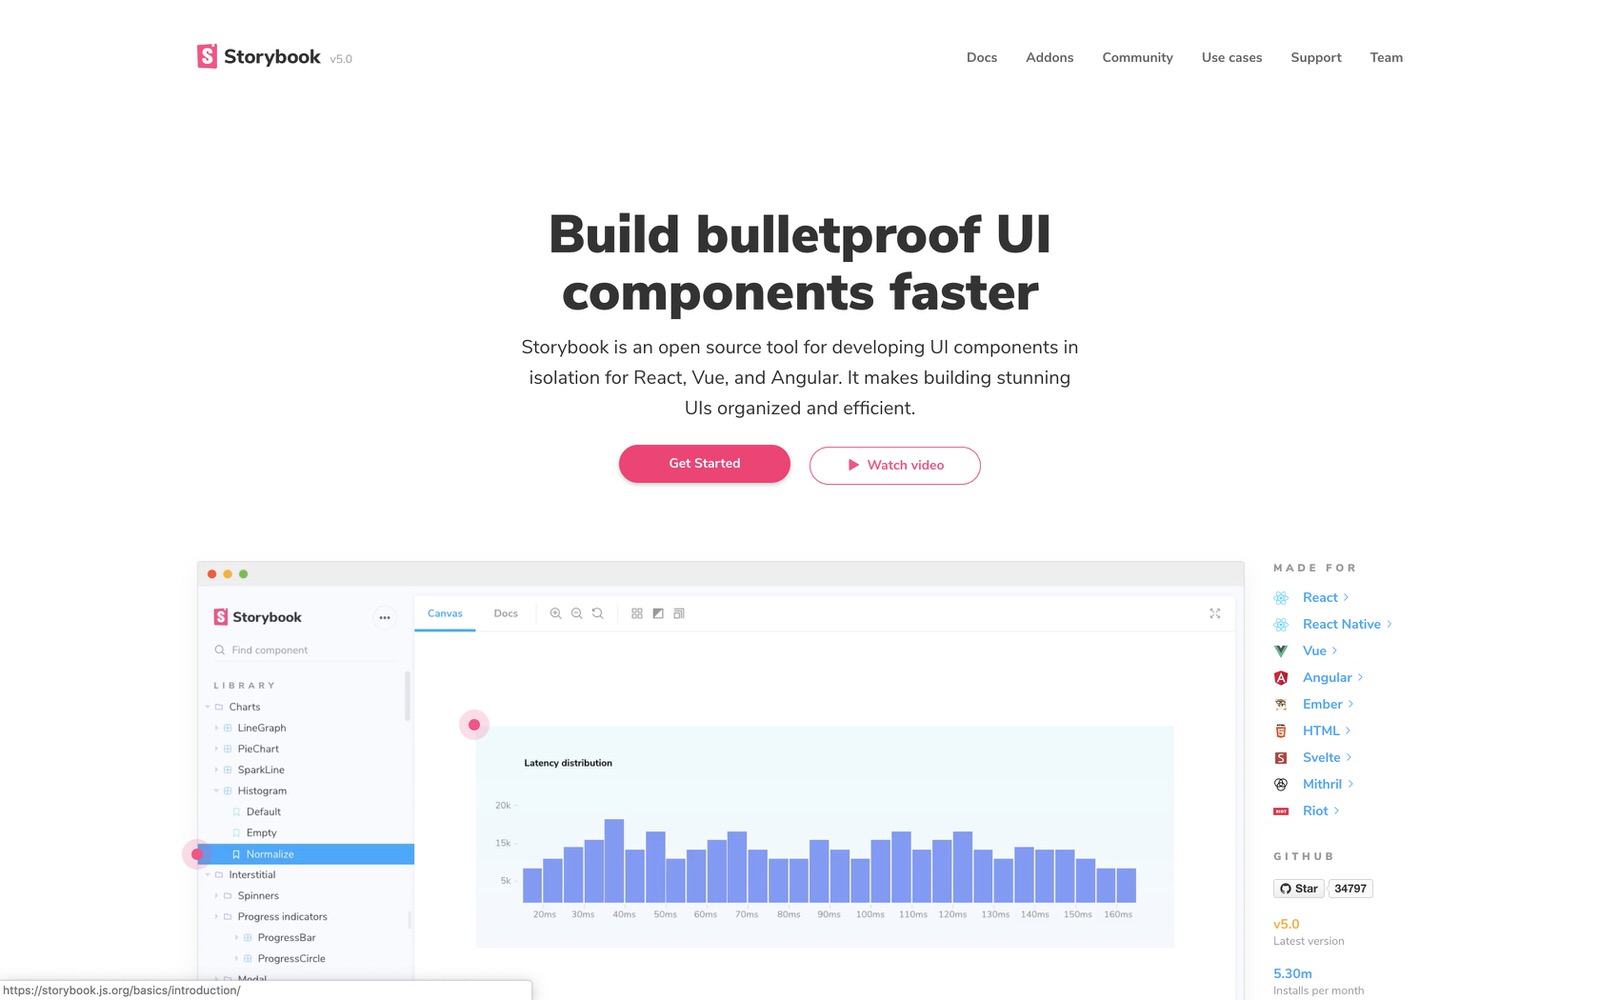 Storybook v5.0
Docs Addons Community Use cases Support Team
Build bulletproof UI
components faster
Storybook is an open source tool for developing UI components in
isolation for React, Vue, and Angular. It makes building stunning
UIs organized and efficient.
Get Started
Watch video
Storybook
•••
Find component
LIBRARY
Charts
LineGraph
PieChart
SparkLine
Histogram
Default
Empty
Normalize
Interstitial
Spinners
Progress indicators
ProgressBar
ProgressCircle
Modal
Canvas Docs
Latency distribution
20k
15k
5k
20ms 30ms 40ms 50ms 60ms 70ms 80ms 90ms 100ms 110ms 120ms 130ms 140ms 150ms 160ms
MADE FOR
React
React Native
Vue
Angular
Ember
HTML
Svelte
Mithril
RIOT Riot
GITHUB
Star 34797
v5.0
Latest version
5.30m
Installs per month
https://storybook.js.org/basics/introduction/